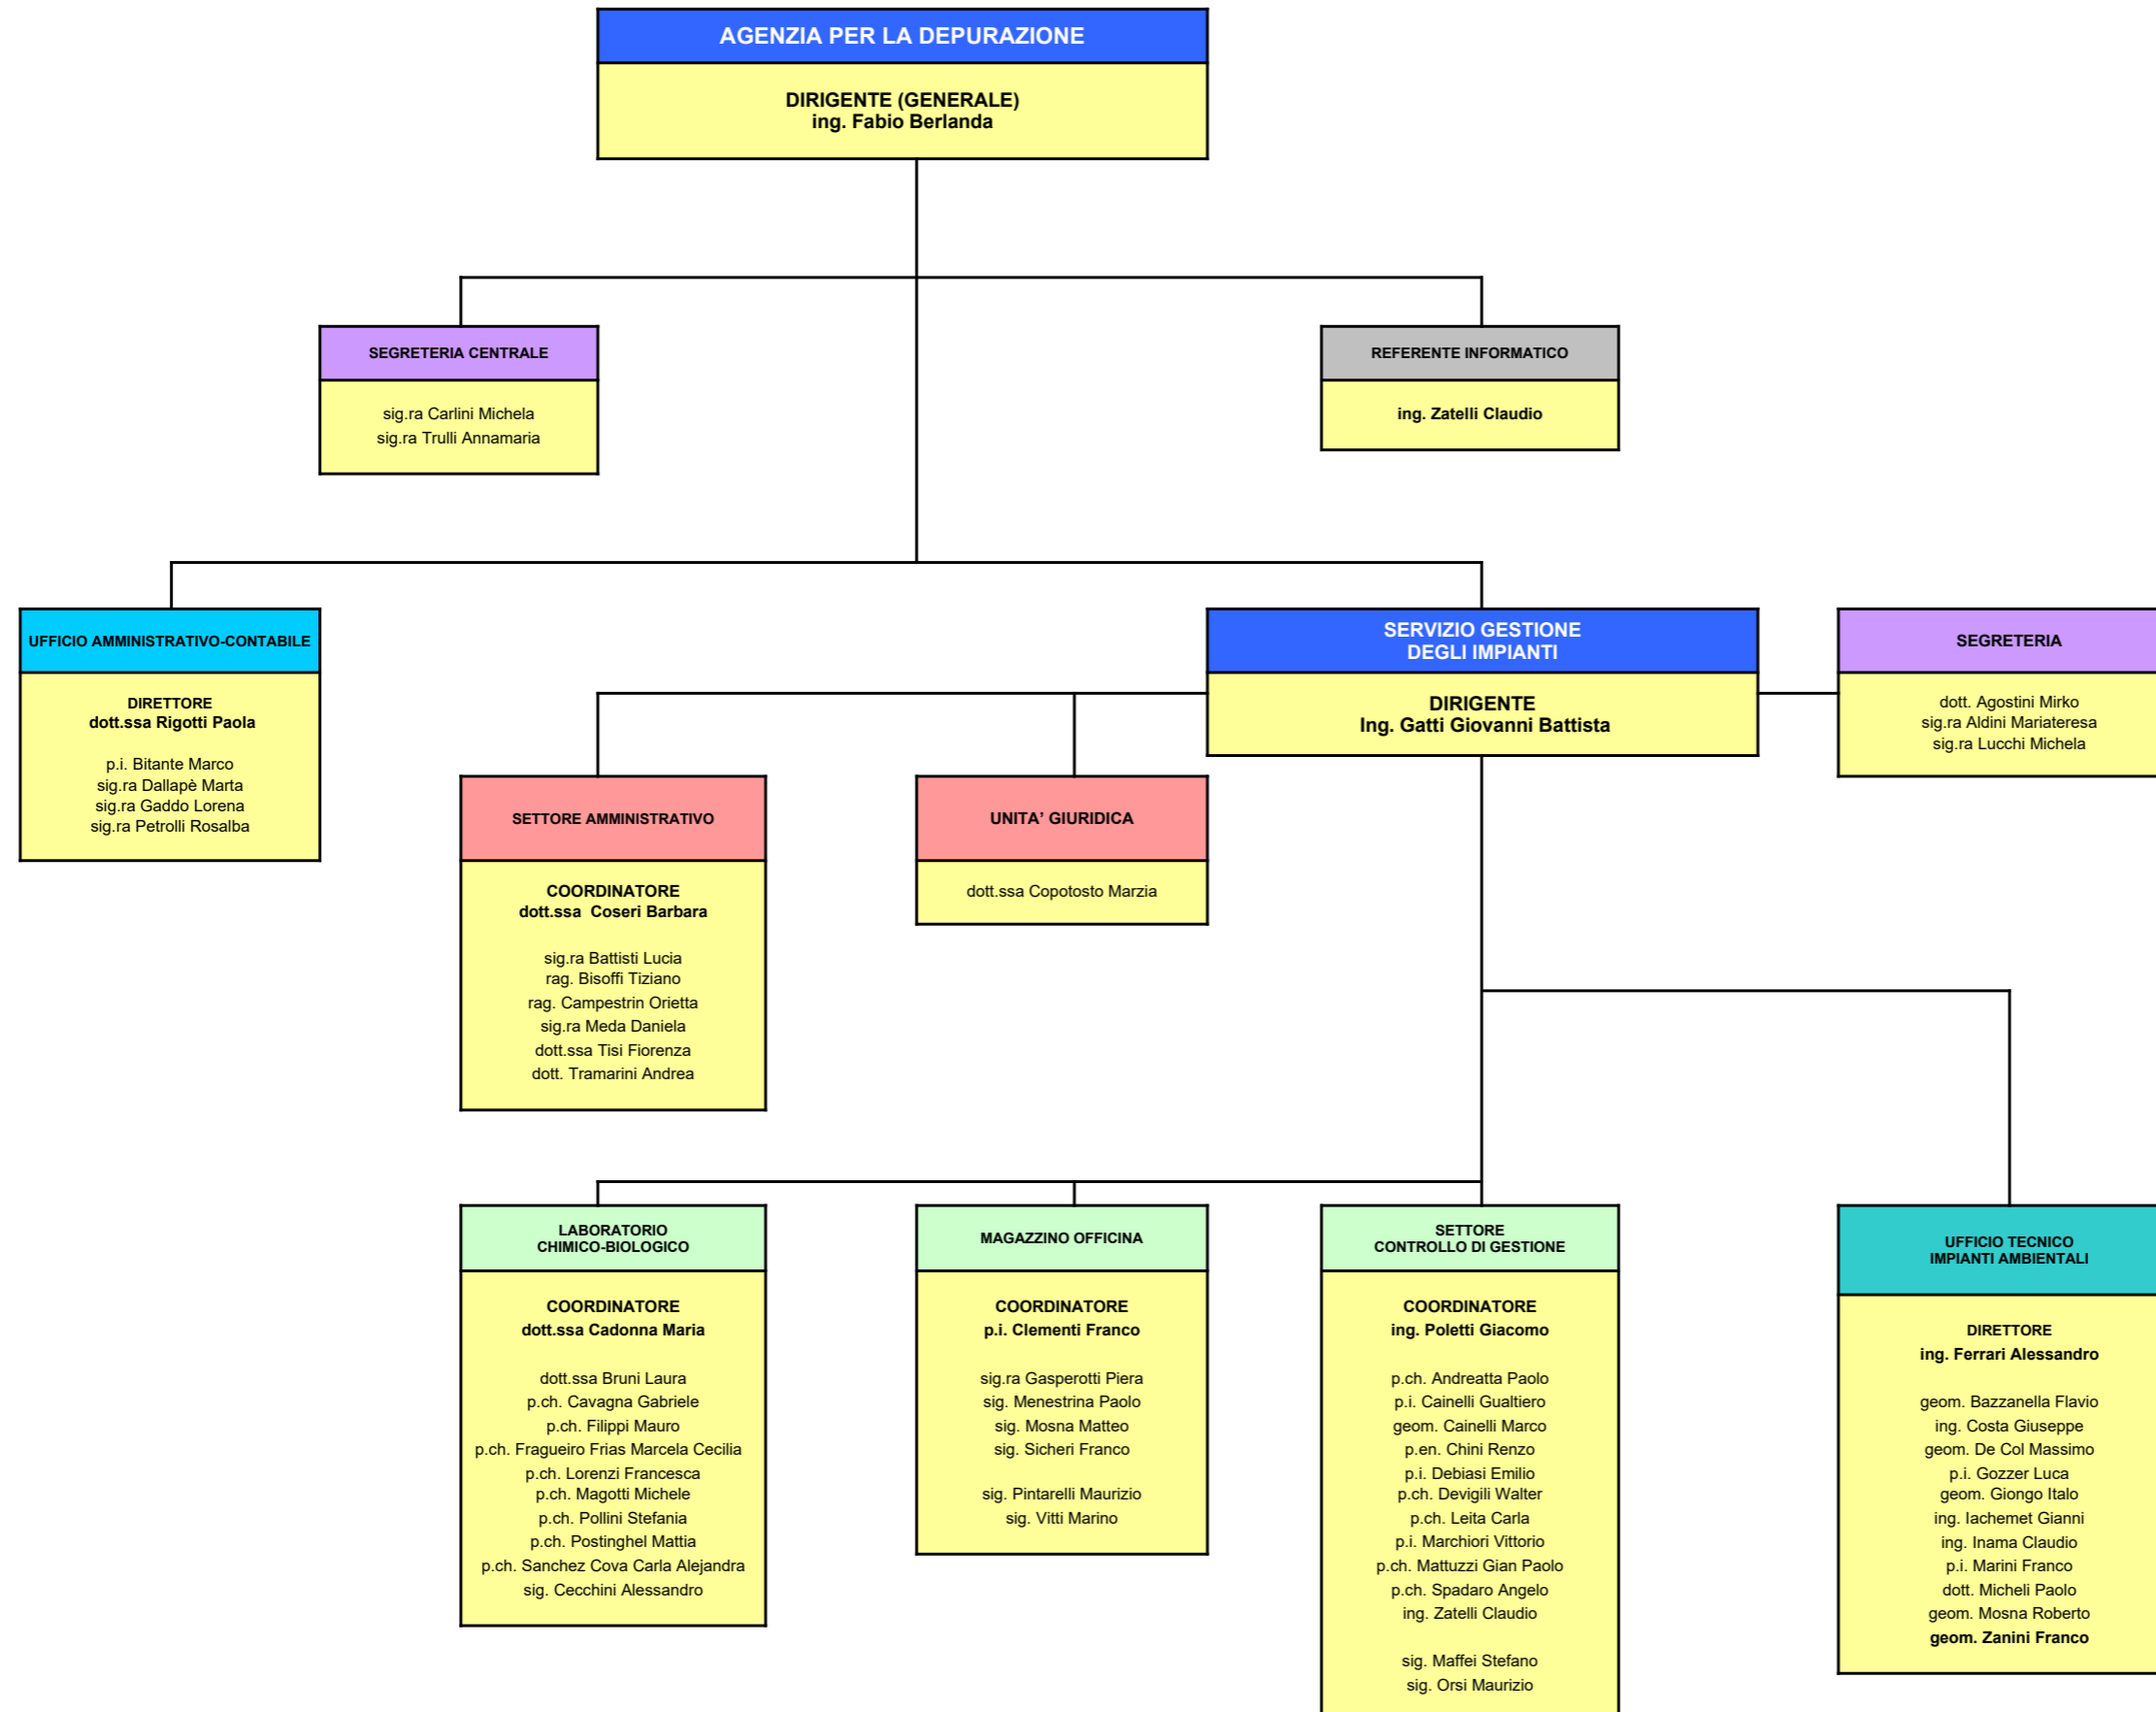 AGENZIA PER LA DEPURAZIONE
DIRIGENTE (GENERALE)
ing. Fabio Berlanda
SEGRETERIA CENTRALE
sig.ra Carlini Michela
sig.ra Trulli Annamaria
REFERENTE INFORMATICO
ing. Zatelli Claudio
UFFICIO AMMINISTRATIVO-CONTABILE
DIRETTORE
dott.ssa Rigotti Paola
p.i. Bitante Marco
sig.ra Dallapè Marta
sig.ra Gaddo Lorena
sig.ra Petrolli Rosalba
SERVIZIO GESTIONE
DEGLI IMPIANTI
DIRIGENTE
Ing. Gatti Giovanni Battista
SEGRETERIA
dott. Agostini Mirko
sig.ra Aldini Mariateresa
sig.ra Lucchi Michela
SETTORE AMMINISTRATIVO
COORDINATORE
dott.ssa Coseri Barbara
sig.ra Battisti Lucia
rag. Bisoffi Tiziano
rag. Campestrin Orietta
sig.ra Meda Daniela
dott.ssa Tisi Fiorenza
dott. Tramarini Andrea
UNITA' GIURIDICA
dott.ssa Copotosto Marzia
LABORATORIO
CHIMICO-BIOLOGICO
COORDINATORE
dott.ssa Cadonna Maria
dott.ssa Bruni Laura
p.ch. Cavagna Gabriele
p.ch. Filippi Mauro
p.ch. Fragueiro Frias Marcela Cecilia
p.ch. Lorenzi Francesca
p.ch. Magotti Michele
p.ch. Pollini Stefania
p.ch. Postinghel Mattia
p.ch. Sanchez Cova Carla Alejandra
sig. Cecchini Alessandro
MAGAZZINO OFFICINA
COORDINATORE
p.i. Clementi Franco
sig.ra Gasperotti Piera
sig. Menestrina Paolo
sig. Mosna Matteo
sig. Sicheri Franco
sig. Pintarelli Maurizio
sig. Vitti Marino
SETTORE
CONTROLLO DI GESTIONE
COORDINATORE
ing. Poletti Giacomo
p.ch. Andreatta Paolo
p.i. Cainelli Gualtiero
geom. Cainelli Marco
p.en. Chini Renzo
p.i. Debiasi Emilio
p.ch. Devigili Walter
p.ch. Leita Carla
p.i. Marchiori Vittorio
p.ch. Mattuzzi Gian Paolo
p.ch. Spadaro Angelo
ing. Zatelli Claudio
sig. Maffei Stefano
sig. Orsi Maurizio
UFFICIO TECNICO
IMPIANTI AMBIENTALI
DIRETTORE
ing. Ferrari Alessandro
geom. Bazzanella Flavio
ing. Costa Giuseppe
geom. De Col Massimo
p.i. Gozzer Luca
geom. Giongo Italo
ing. Iachemet Gianni
ing. Inama Claudio
p.i. Marini Franco
dott. Micheli Paolo
geom. Mosna Roberto
geom. Zanini Franco